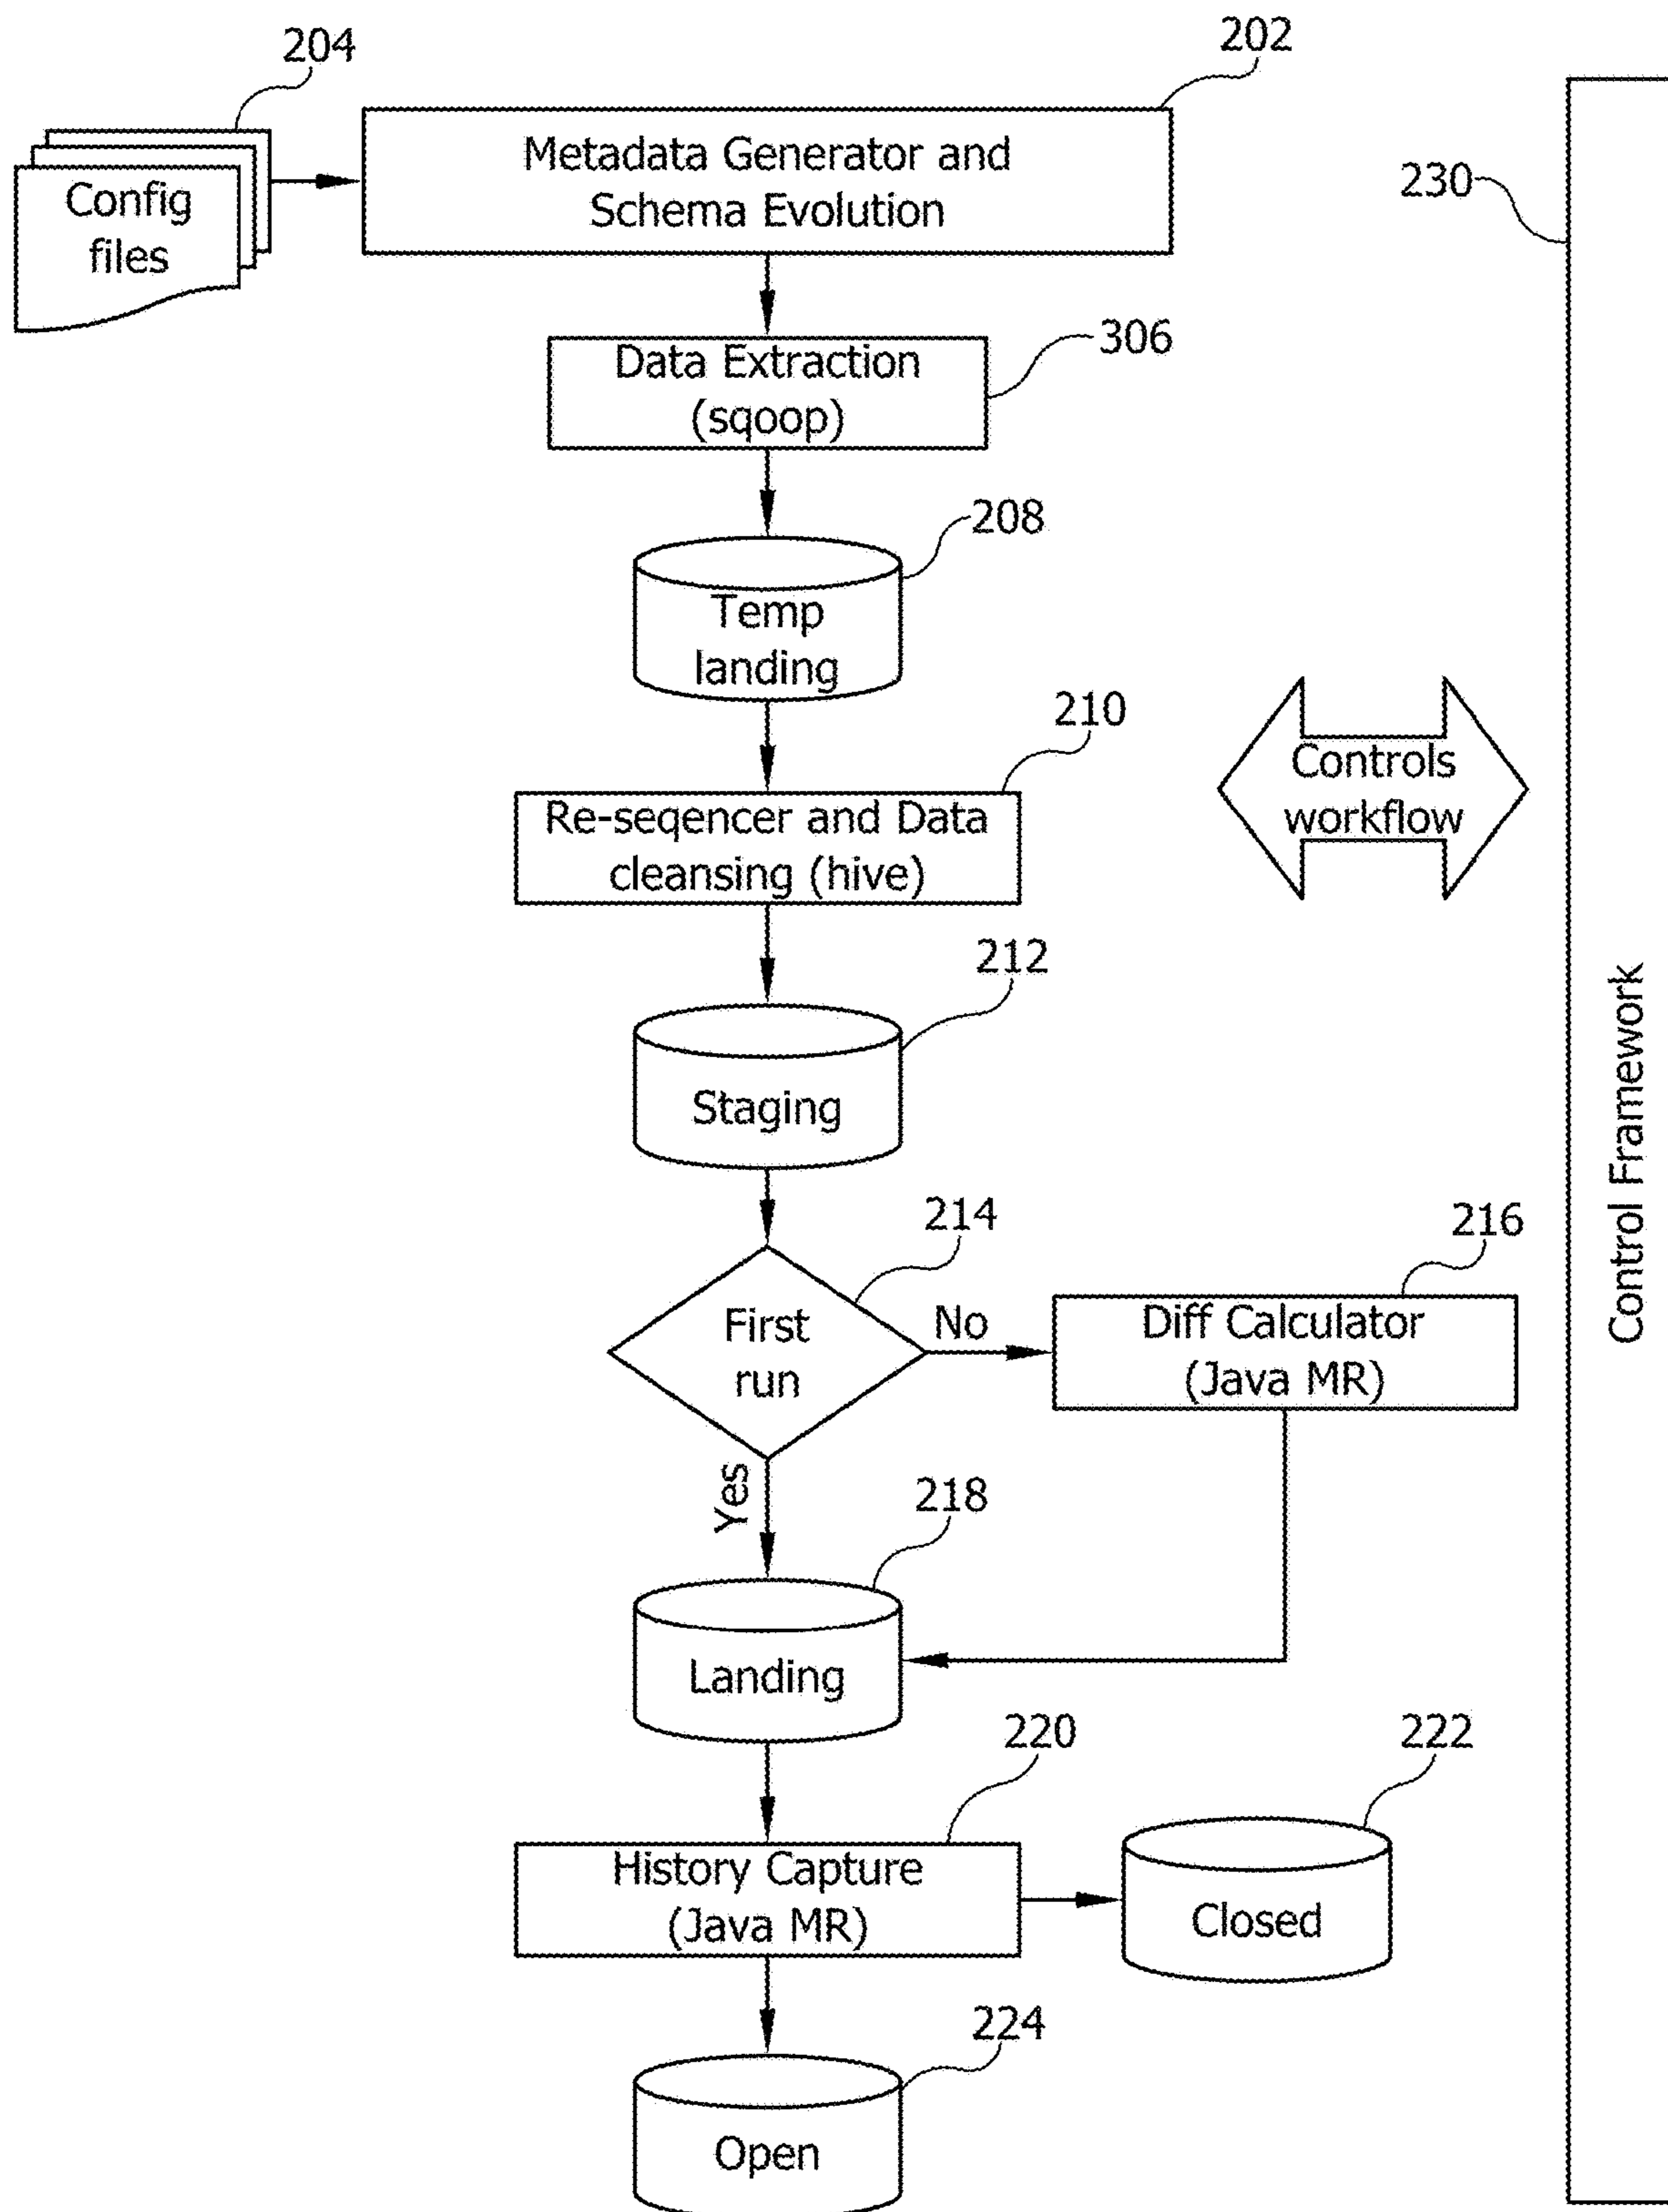 204
202
Config
files
Metadata Generator and
Schema Evolution
230
306
Data Extraction
(sqoop)
208
Temp
landing
210
Re-seqencer and Data
cleansing (hive)
Controls
workflow
212
Staging
Control Framework
214
216
First
run
No
Diff Calculator
(Java MR)
Yes
218
Landing
220
222
History Capture
(Java MR)
Closed
224
Open